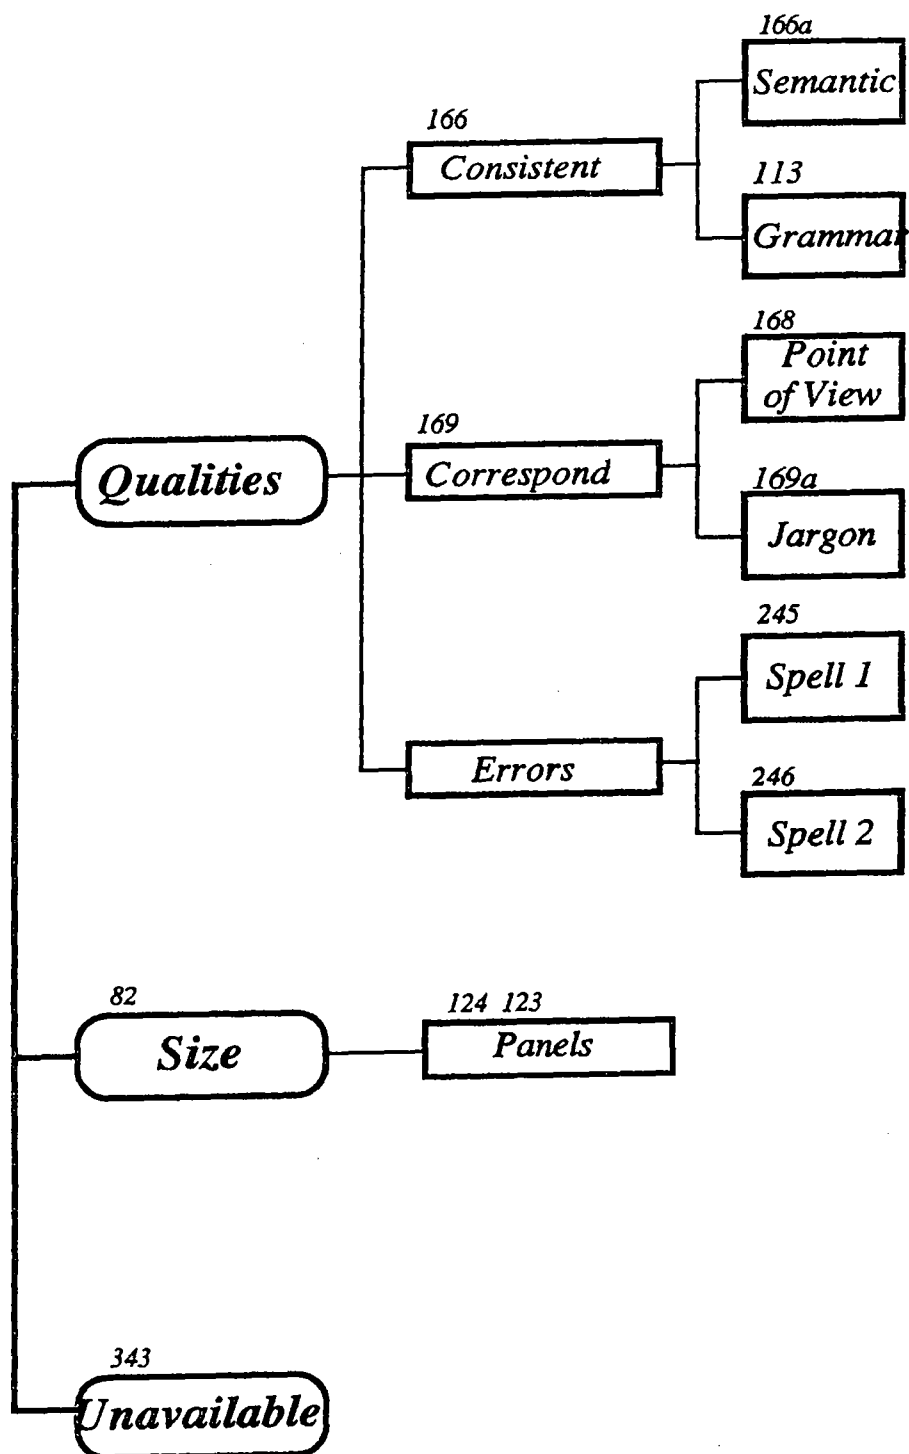 166a
Semantic
166
Consistent
113
Grammar
168
Point
of View
169
Correspond
Qualities
169a
Jargon
245
Spell 1
Errors
246
Spell 2
82
Size
124 123
Panels
343
Unavailable